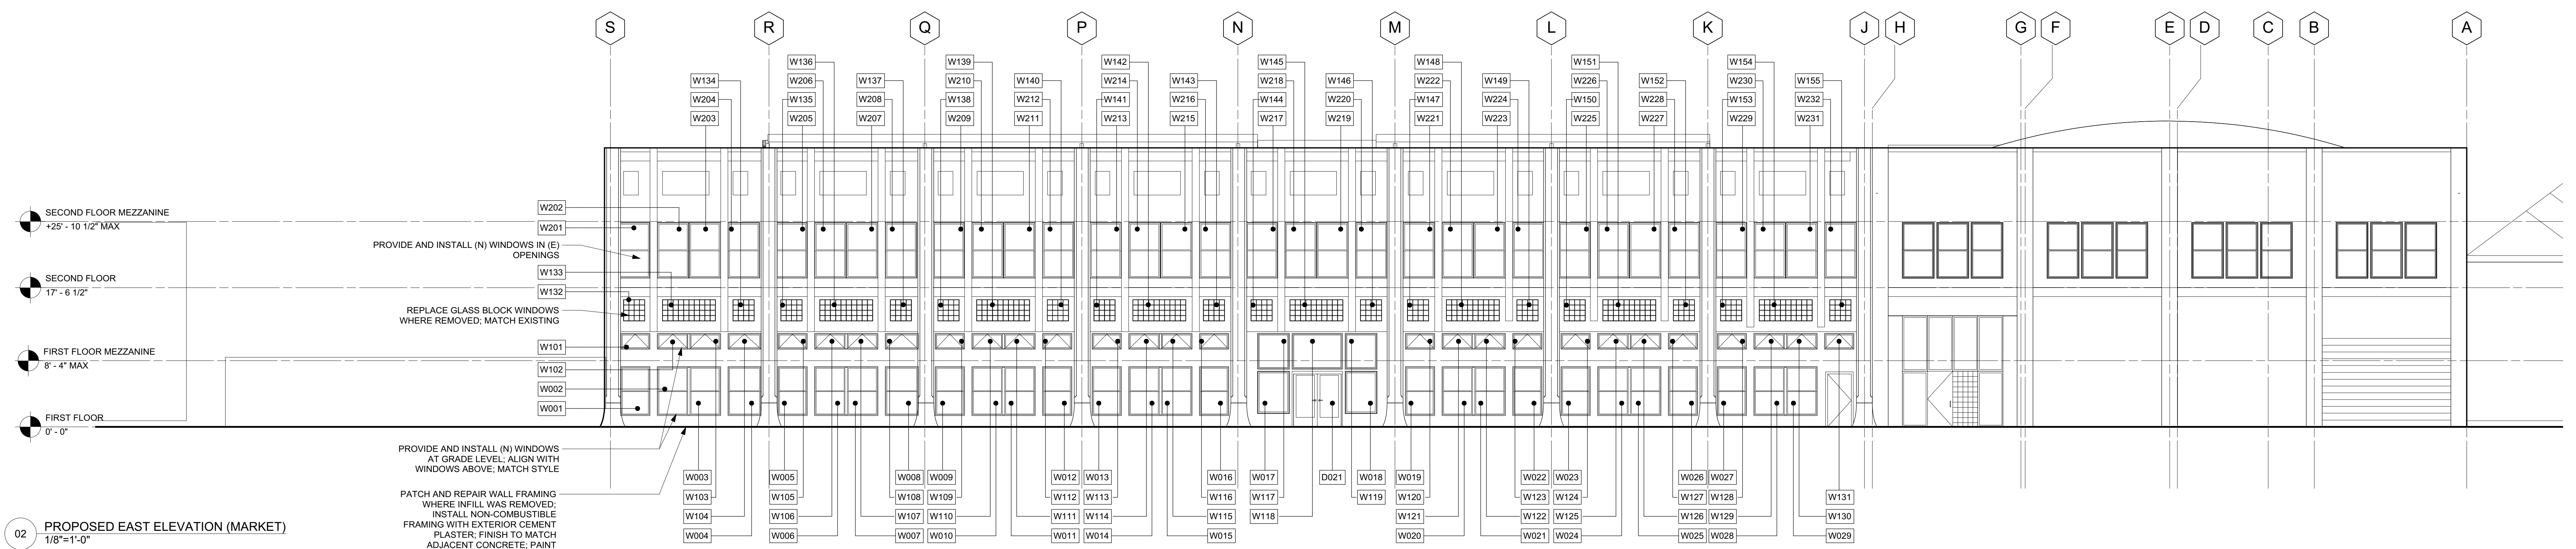 S R Q P N M L K J H G F E D C B A
W136 W139 W142 W145 W148 W151 W154
W134 W206 W137 W210 W140 W214 W143 W218 W146 W222 W149 W226 W152 W230 W155
W204 W135 W208 W138 W212 W141 W216 W144 W220 W147 W224 W150 W228 W153 W232
W203 W205 W207 W209 W211 W213 W215 W217 W219 W221 W223 W225 W227 W229 W231
W202
SECOND FLOOR MEZZANINE
+25' - 10 1/2" MAX
W201
PROVIDE AND INSTALL (N) WINDOWS IN (E)
OPENINGS
W133
SECOND FLOOR
17' - 6 1/2"
W132
REPLACE GLASS BLOCK WINDOWS
WHERE REMOVED; MATCH EXISTING
W101
FIRST FLOOR MEZZANINE
8' - 4" MAX
W102
W002
W001
FIRST FLOOR
0' - 0"
PROVIDE AND INSTALL (N) WINDOWS
AT GRADE LEVEL; ALIGN WITH
WINDOWS ABOVE; MATCH STYLE
W003 W005 W008 W009 W012 W013 W016 W017 D021 W018 W019 W022 W023 W026 W027
W103 W105 W108 W109 W112 W113 W116 W117 W119 W120 W123 W124 W127 W128 W131
W104 W106 W107 W110 W111 W114 W115 W118 W121 W122 W125 W126 W129 W130
W004 W006 W007 W010 W011 W014 W015 W020 W021 W024 W025 W028 W029
PATCH AND REPAIR WALL FRAMING
WHERE INFILL WAS REMOVED;
INSTALL NON-COMBUSTIBLE
FRAMING WITH EXTERIOR CEMENT
PLASTER; FINISH TO MATCH
ADJACENT CONCRETE; PAINT
02 PROPOSED EAST ELEVATION (MARKET)
1/8"=1'-0"